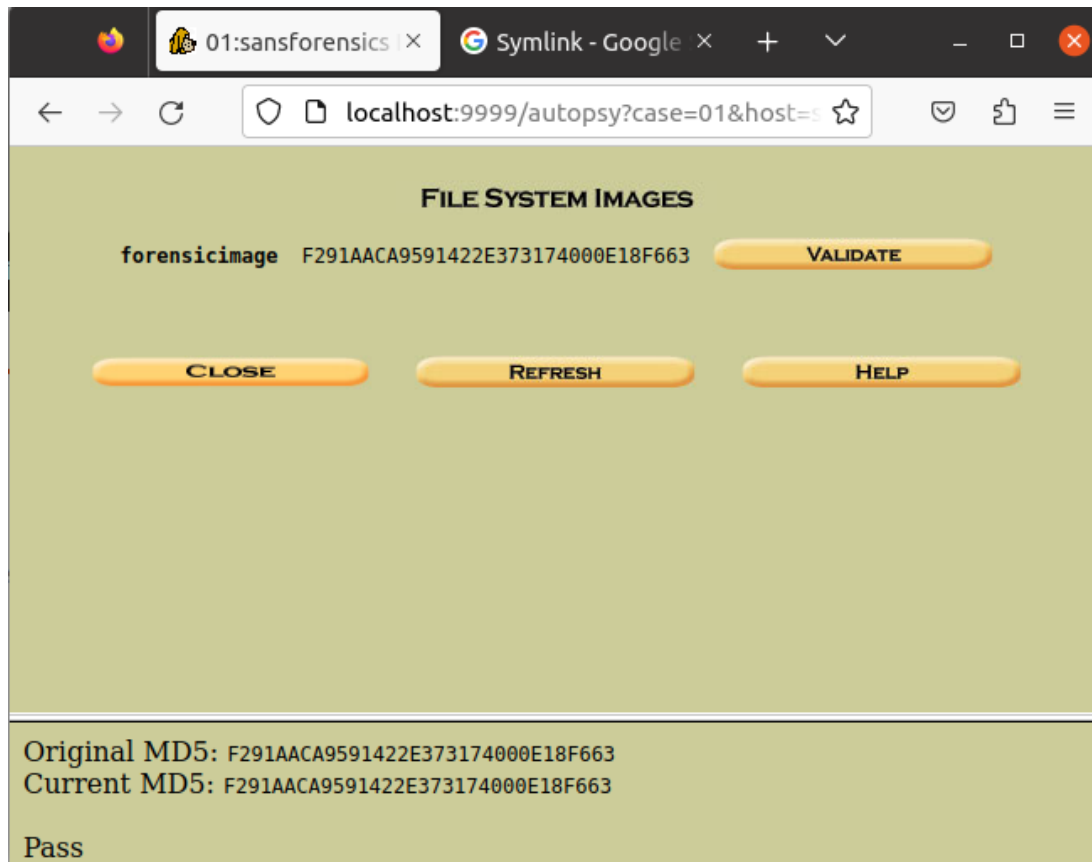 01:sansforensics
Symlink - Google
localhost:9999/autopsy?case=01&host=s
FILE SYSTEM IMAGES
forensicimage F291AACA9591422E373174000E18F663 VALIDATE
CLOSE REFRESH HELP
Original MD5: F291AACA9591422E373174000E18F663
Current MD5: F291AACA9591422E373174000E18F663
Pass